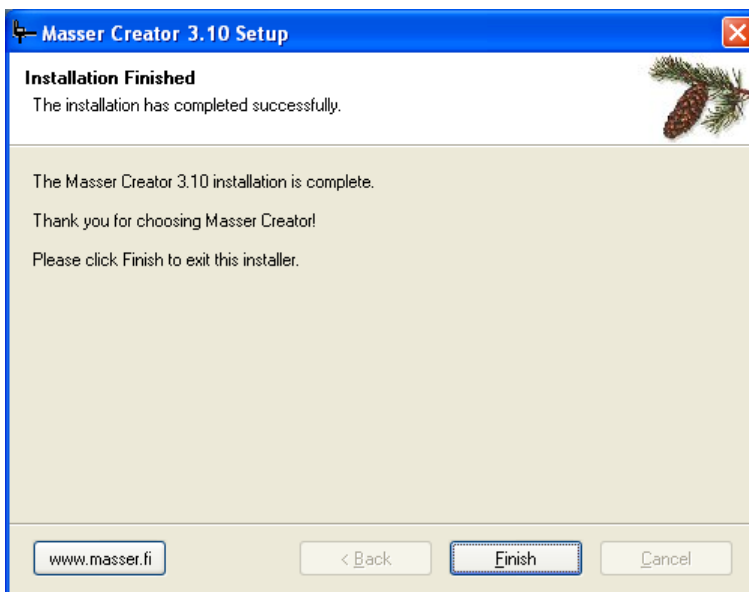 Masser Creator 3.10 Setup
Installation Finished
The installation has completed successfully.
The Masser Creator 3.10 installation is complete.
Thank you for choosing Masser Creator!
Please click Finish to exit this installer.
www.masser.fi
< Back
Finish
Cancel